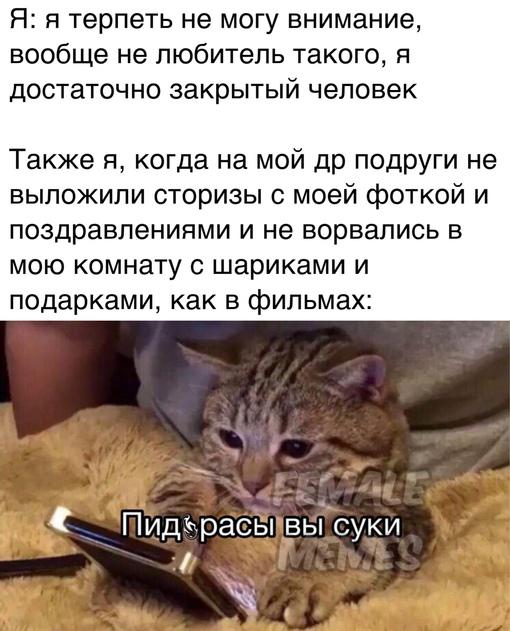 Я: я терпеть не могу внимание,
вообще не любитель такого, я
достаточно закрытый человек
Также я, когда на мой др подруги не
выложили сторизы с моей фоткой и
поздравлениями и не ворвались в
мою комнату с шариками и
подарками, как в фильмах:
FEMALE
Пид🐓расы вы суки
MEMES